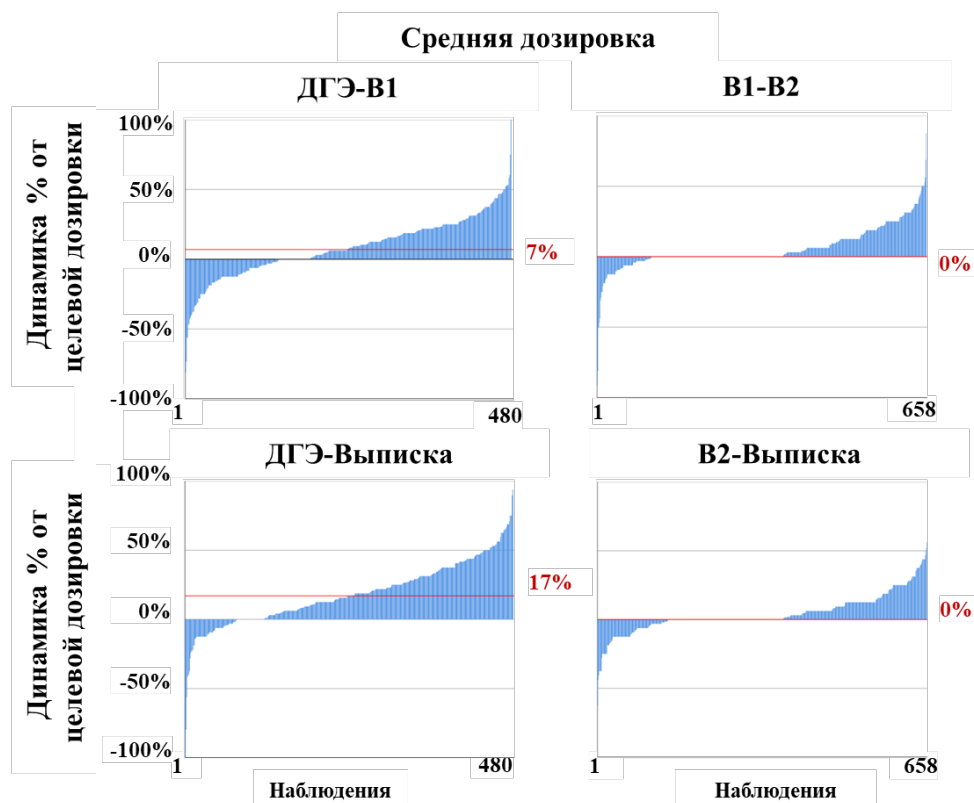 Средняя дозировка
ДГЭ-В1
В1-В2
Динамика % от
целевой дозировки
100%
50%
0%
-50%
-100%
7%
0%
1
480
1
658
ДГЭ-Выписка
В2-Выписка
Динамика % от
целевой дозировки
100%
50%
0%
-50%
-100%
17%
0%
1
480
1
658
Наблюдения
Наблюдения